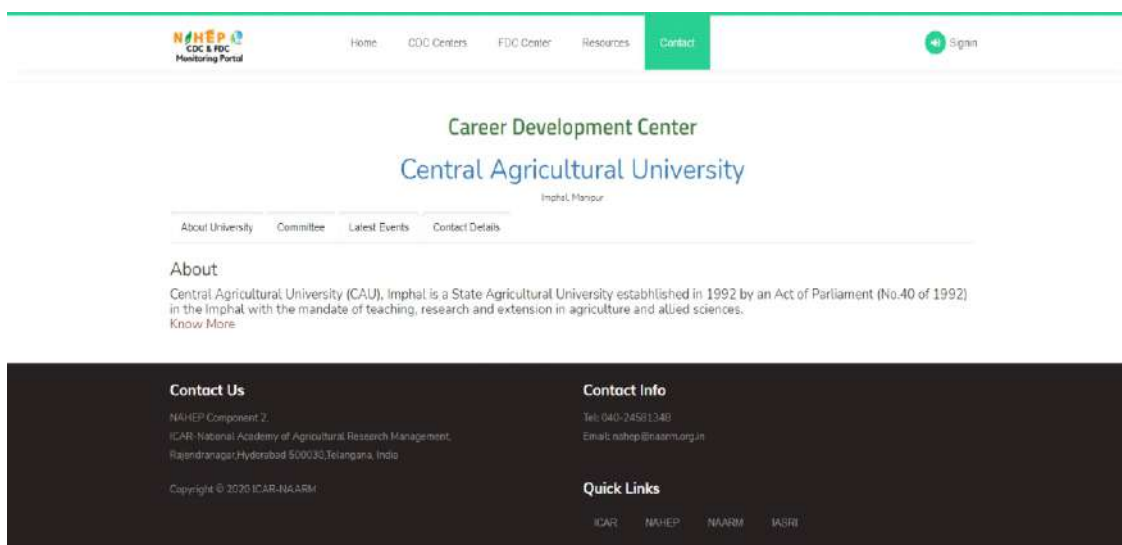 NAHEP
CDC & FDC
Monitoring Portal
Home CDC Centers FDC Center Resources Contact Signin
Career Development Center
Central Agricultural University
Imphal, Manipur
About University Committee Latest Events Contact Details
About
Central Agricultural University (CAU), Imphal is a State Agricultural University estabhlished in 1992 by an Act of Parliament (No.40 of 1992)
in the Imphal with the mandate of teaching, research and extension in agriculture and allied sciences.
Know More
Contact Us
NAHEP Component 2,
ICAR-National Academy of Agricultural Research Management,
Rajendranagar,Hyderabad 500030,Telangana, India
Copyright © 2020 ICAR-NAARM
Contact Info
Tel: 040-24581348
Email: nahep@naarm.org.in
Quick Links
ICAR NAHEP NAARM IASRI